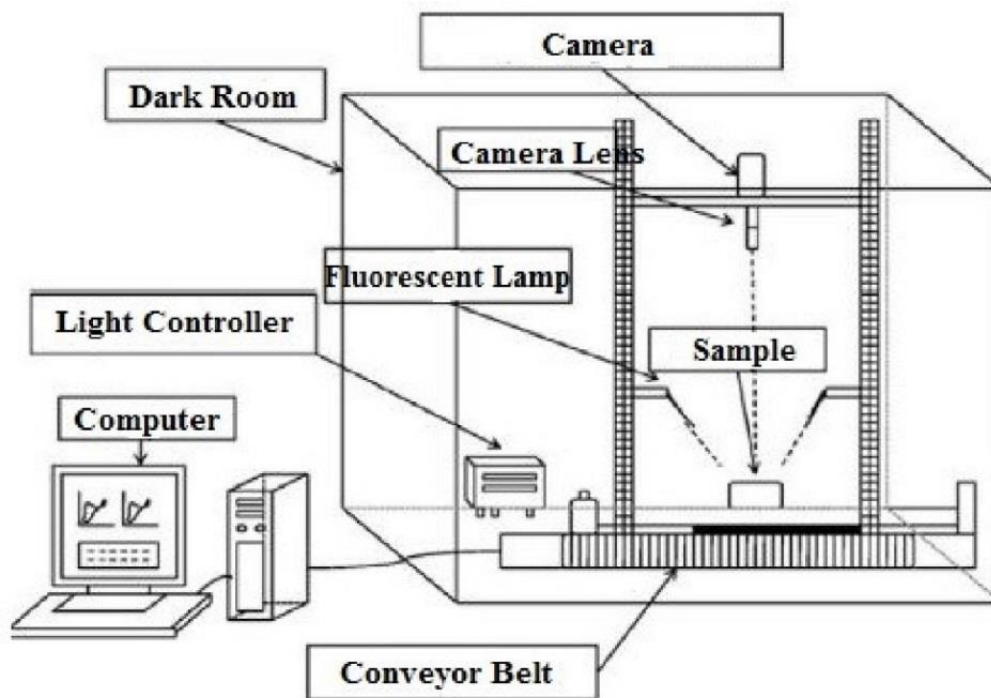 Camera
Dark Room
Camera Lens
Fluorescent Lamp
Light Controller
Sample
Computer
Conveyor Belt